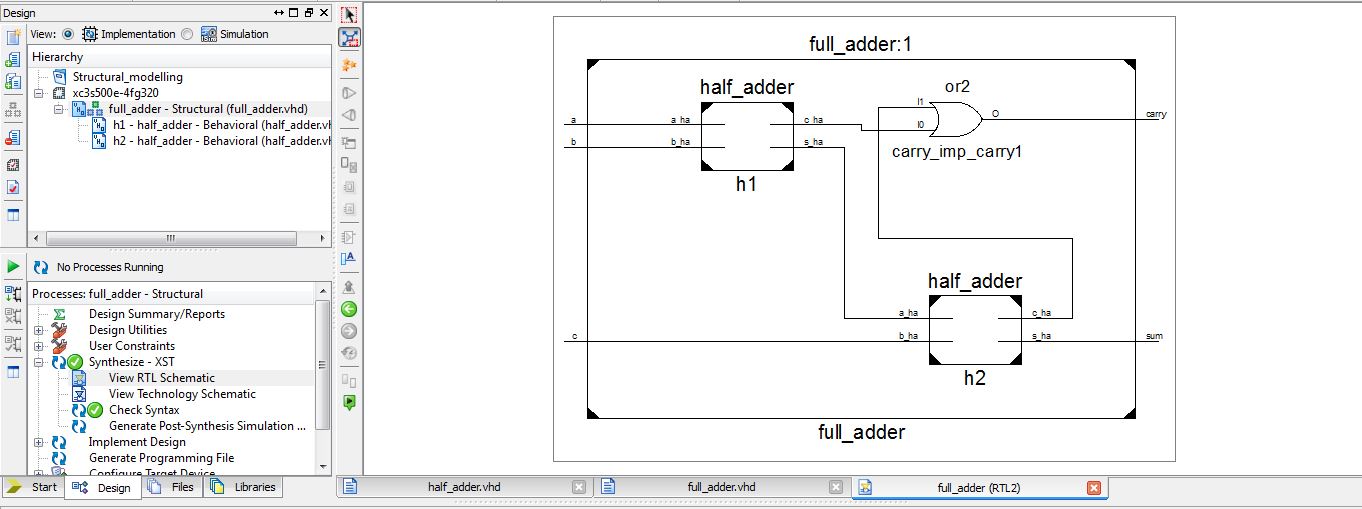 Design
View: Implementation Simulation
Hierarchy
Structural_modelling
xc3s500e-4fg320
full_adder - Structural (full_adder.vhd)
h1 - half_adder - Behavioral (half_adder.vh
h2 - half_adder - Behavioral (half_adder.vh
No Processes Running
Processes: full_adder - Structural
Design Summary/Reports
Design Utilities
User Constraints
Synthesize - XST
View RTL Schematic
View Technology Schematic
Check Syntax
Generate Post-Synthesis Simulation ...
Implement Design
Generate Programming File
Configure Target Device
Start
Design
Files
Libraries
full_adder:1
half_adder
or2
a
a_ha
c_ha
I1
I0
O
carry
b
b_ha
s_ha
carry_imp_carry1
h1
half_adder
a_ha
c_ha
c
b_ha
s_ha
sum
h2
full_adder
half_adder.vhd
full_adder.vhd
full_adder (RTL2)